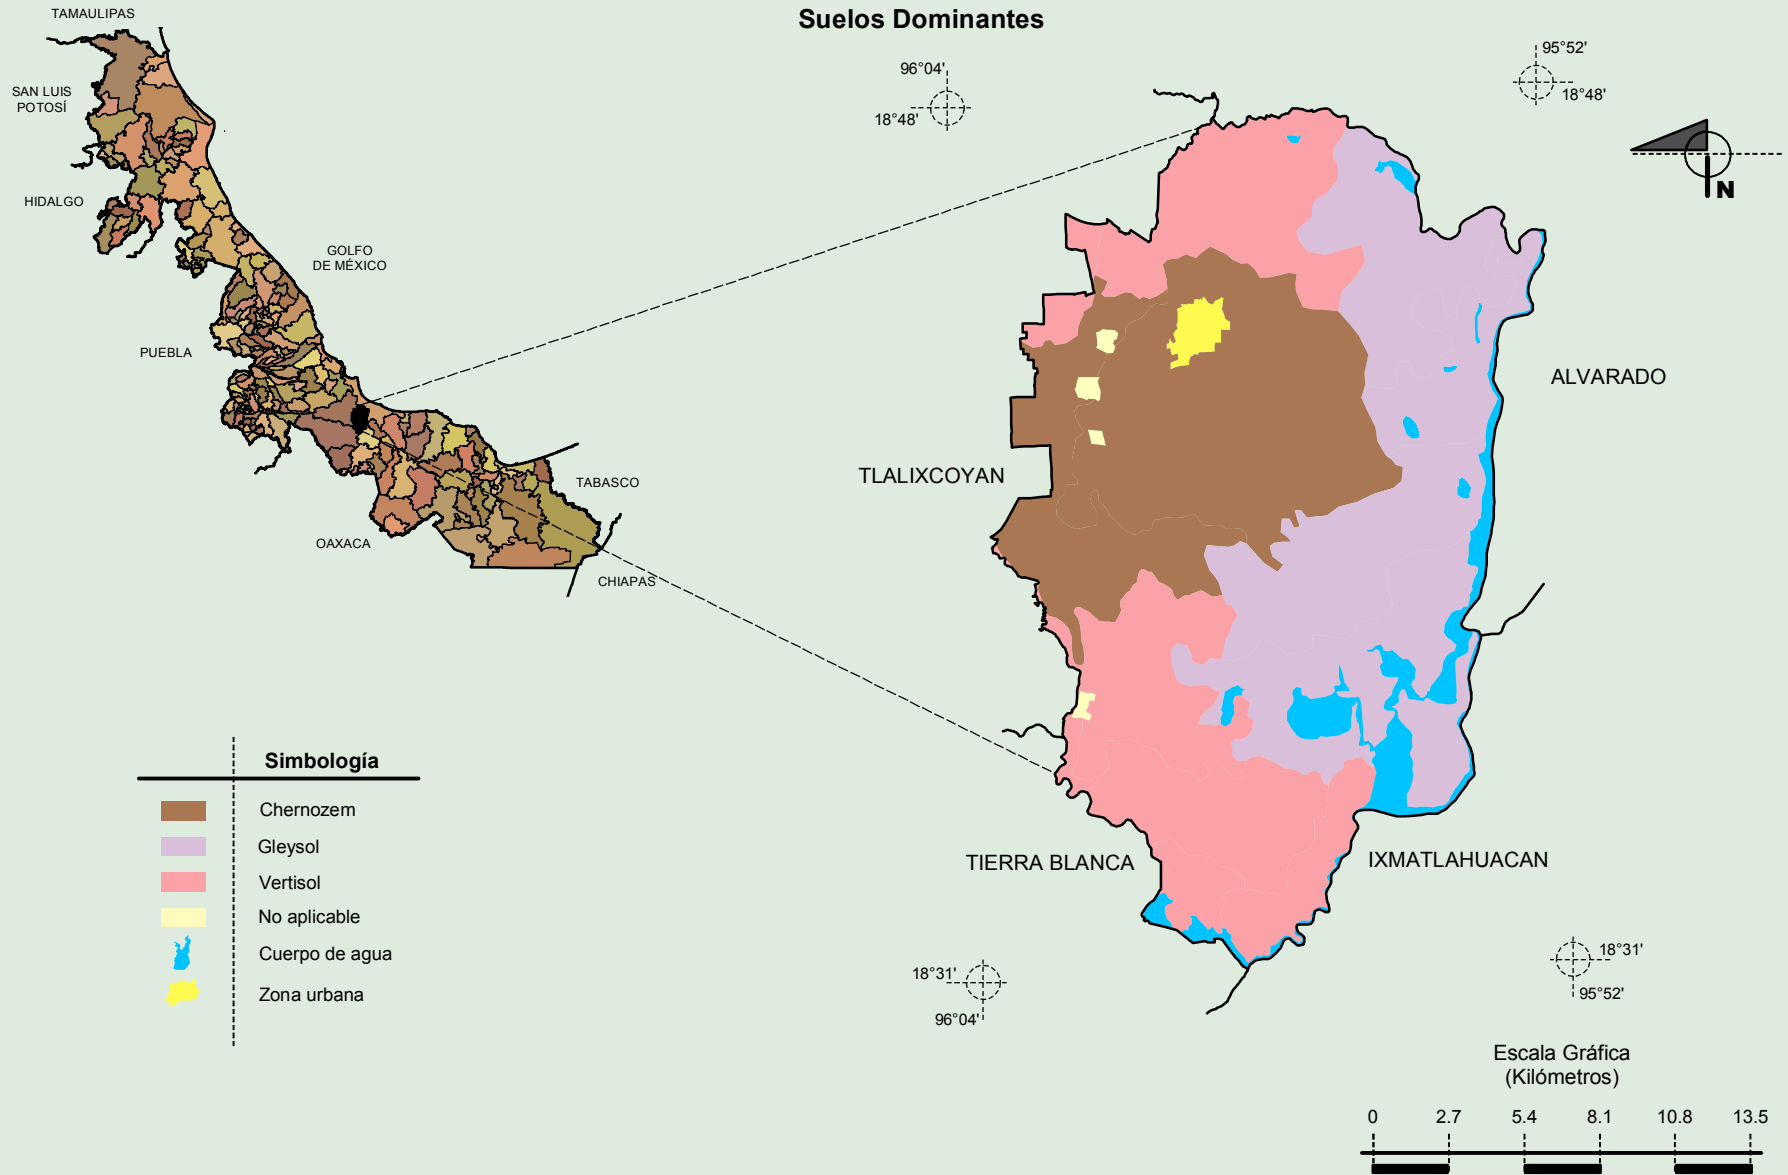 Suelos Dominantes
TAMAULIPAS
SAN LUIS
POTOSÍ
HIDALGO
GOLFO
DE MÉXICO
PUEBLA
TABASCO
OAXACA
CHIAPAS
96°04'
18°48'
95°52'
18°48'
N
ALVARADO
TLALIXCOYAN
TIERRA BLANCA
IXMATLAHUACAN
18°31'
96°04'
18°31'
95°52'
Simbología
Chernozem
Gleysol
Vertisol
No aplicable
Cuerpo de agua
Zona urbana
Escala Gráfica
(Kilómetros)
0 2.7 5.4 8.1 10.8 13.5